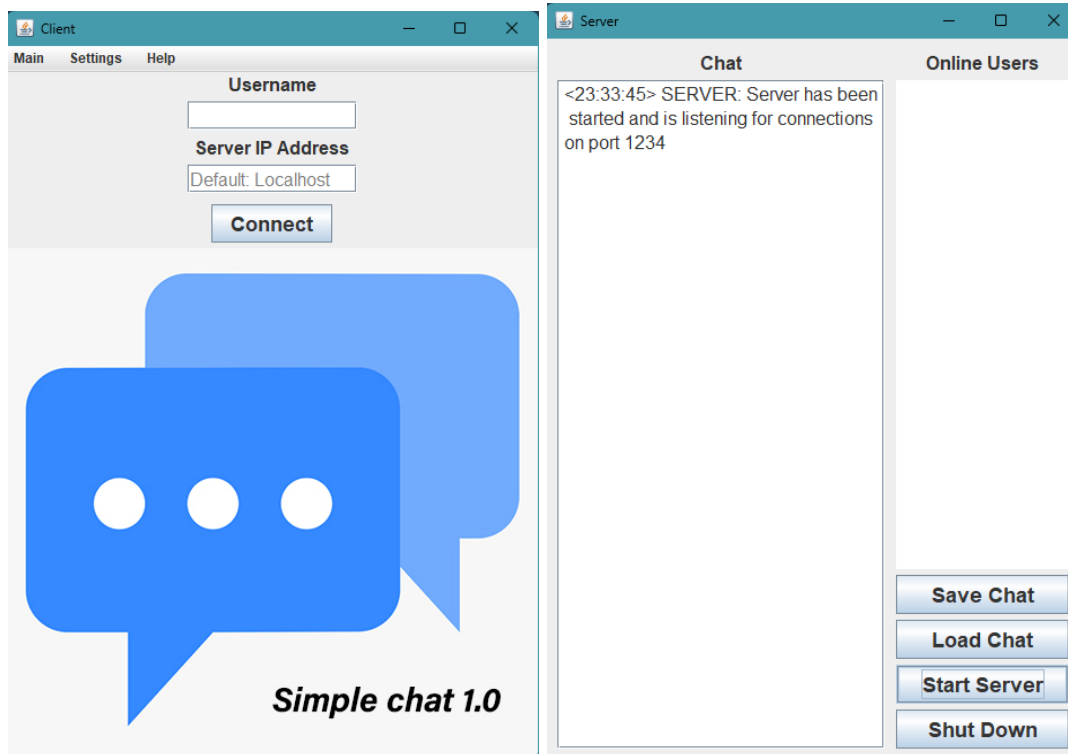 Client
Main Settings Help
Username
Server IP Address
Default: Localhost
Connect
Simple chat 1.0
Server
Chat
Online Users
<23:33:45> SERVER: Server has been
started and is listening for connections
on port 1234
Save Chat
Load Chat
Start Server
Shut Down